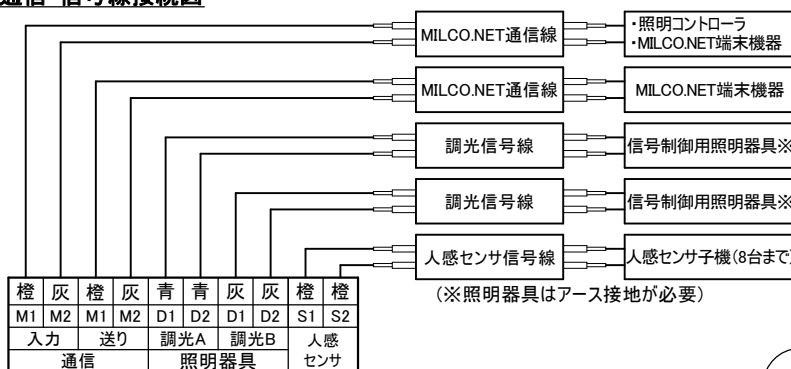 通信・信号線接続図
MILCO.NET通信線
・照明コントローラ
・MILCO.NET端末機器
MILCO.NET通信線
MILCO.NET端末機器
調光信号線
信号制御用照明器具※
調光信号線
信号制御用照明器具※
人感センサ信号線
人感センサ子機(8台まで)
(※照明器具はアース接地が必要)
橙 灰 橙 灰 青 青 灰 灰 橙 橙
M1 M2 M1 M2 D1 D2 D1 D2 S1 S2
入力 送り 調光A 調光B 人感
センサ
通信 照明器具